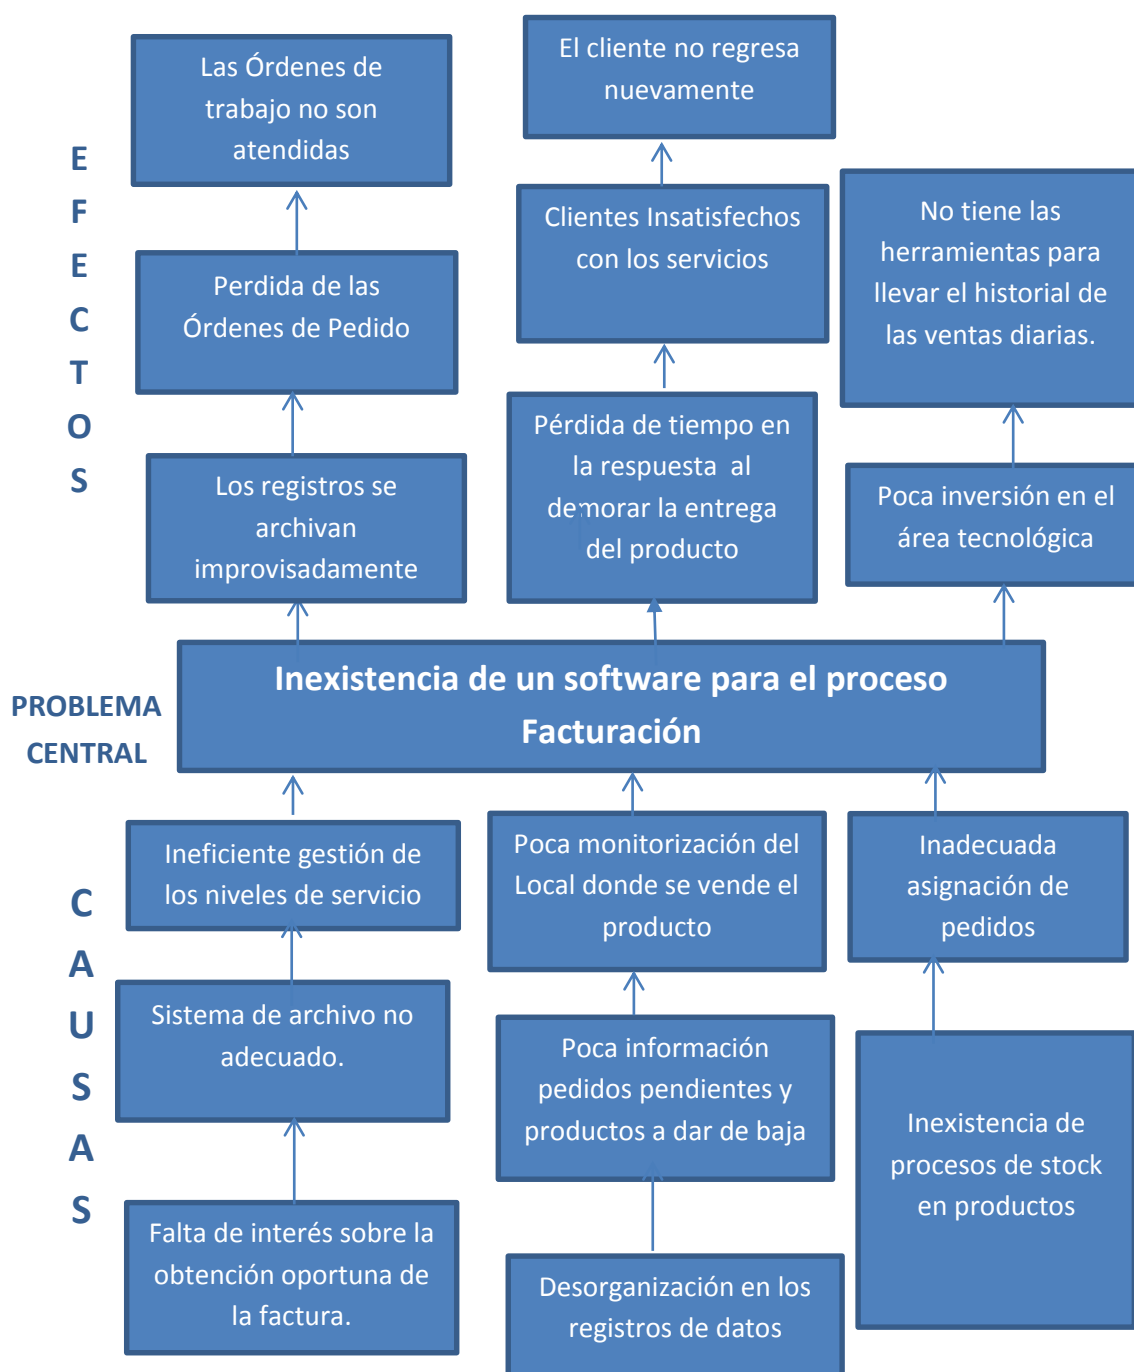 Las Órdenes de
trabajo no son
atendidas
El cliente no regresa
nuevamente
E
F
E
C
T
O
S
Clientes Insatisfechos
con los servicios
No tiene las
herramientas para
llevar el historial de
las ventas diarias.
Perdida de las
Órdenes de Pedido
Pérdida de tiempo en
la respuesta al
demorar la entrega
del producto
Los registros se
archivan
improvisadamente
Poca inversión en el
área tecnológica
PROBLEMA
CENTRAL
Inexistencia de un software para el proceso
Facturación
C
A
U
S
A
S
Ineficiente gestión de
los niveles de servicio
Poca monitorización del
Local donde se vende el
producto
Inadecuada
asignación de
pedidos
Sistema de archivo no
adecuado.
Poca información
pedidos pendientes y
productos a dar de baja
Inexistencia de
procesos de stock
en productos
Falta de interés sobre la
obtención oportuna de
la factura.
Desorganización en los
registros de datos